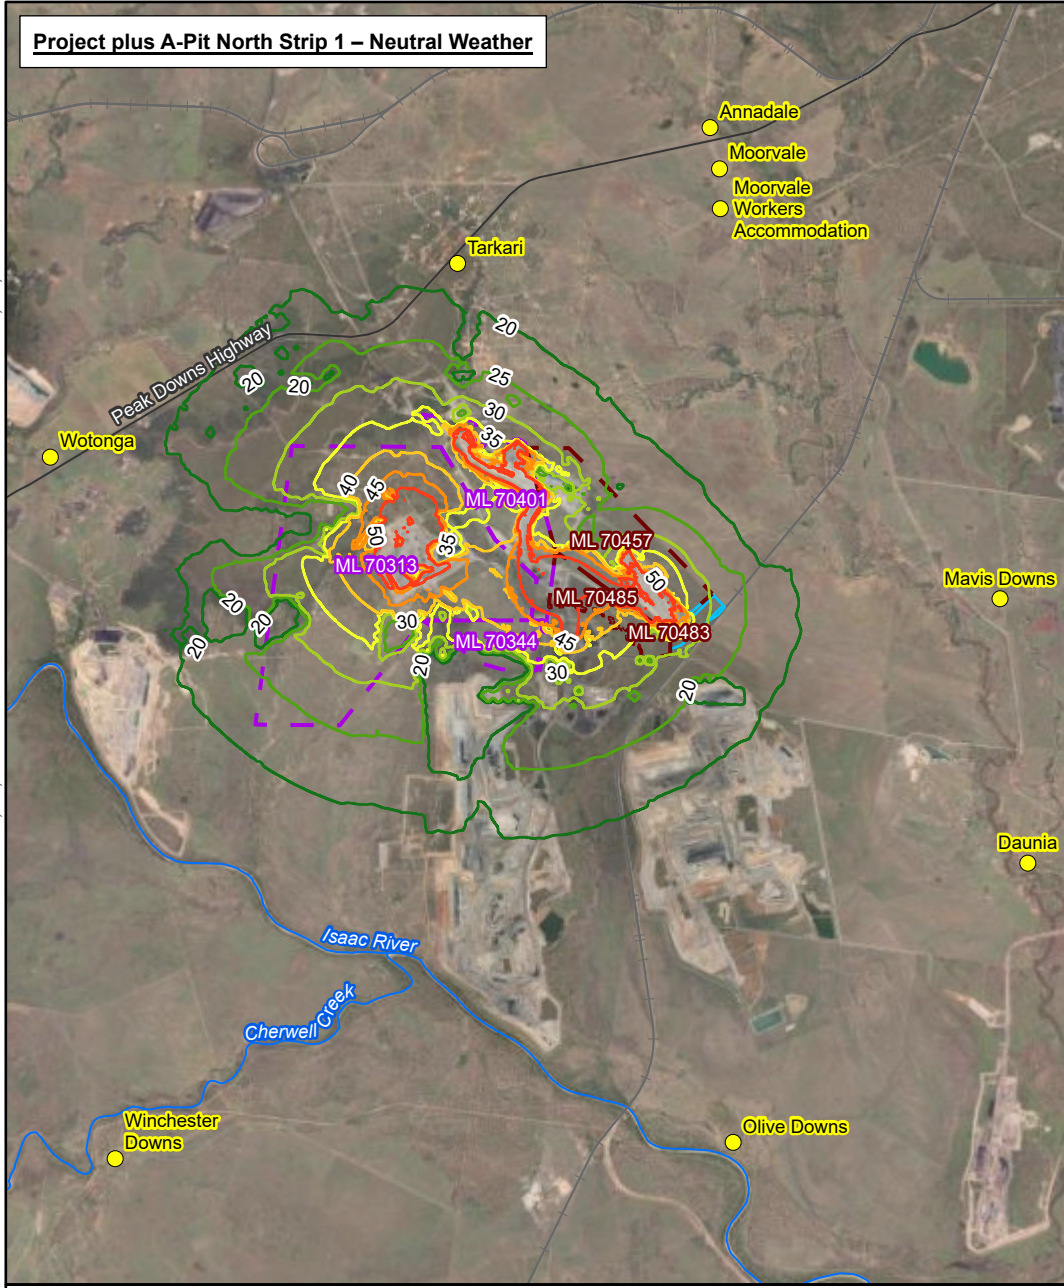 Project plus A-Pit North Strip 1 – Neutral Weather
Annadale
Moorvale
Moorvale
Workers
Accommodation
Tarkari
20
Peak Downs Highway
20
20
25
30
35
Wotonga
40
45
ML 70401
50
35
ML 70457
ML 70313
50
ML 70485
Mavis Downs
20
20
30
ML 70483
20
ML 70344
45
20
30
20
Daunia
Isaac River
Cherwell Creek
Winchester
Downs
Olive Downs